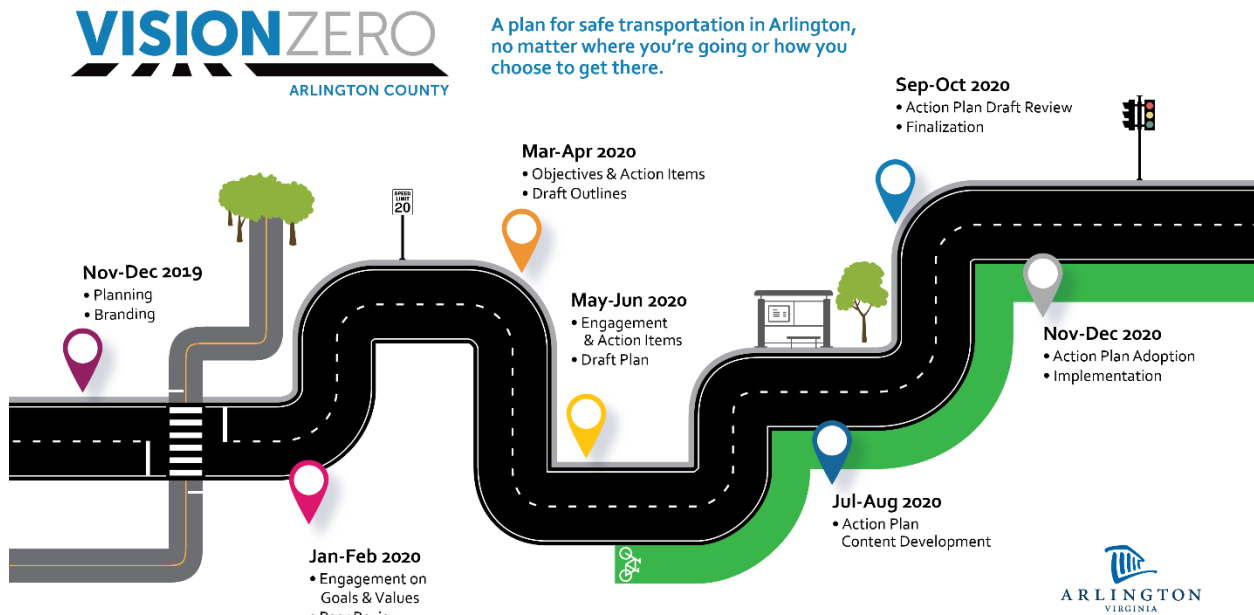 VISIONZERO
ARLINGTON COUNTY
A plan for safe transportation in Arlington,
no matter where you're going or how you
choose to get there.
Nov-Dec 2019
• Planning
• Branding
SPEED
LIMIT
20
Mar-Apr 2020
• Objectives & Action Items
• Draft Outlines
Sep-Oct 2020
• Action Plan Draft Review
• Finalization
May-Jun 2020
• Engagement
& Action Items
• Draft Plan
Nov-Dec 2020
• Action Plan Adoption
• Implementation
Jan-Feb 2020
• Engagement on
Goals & Values
Jul-Aug 2020
• Action Plan
Content Development
ARLINGTON
VIRGINIA